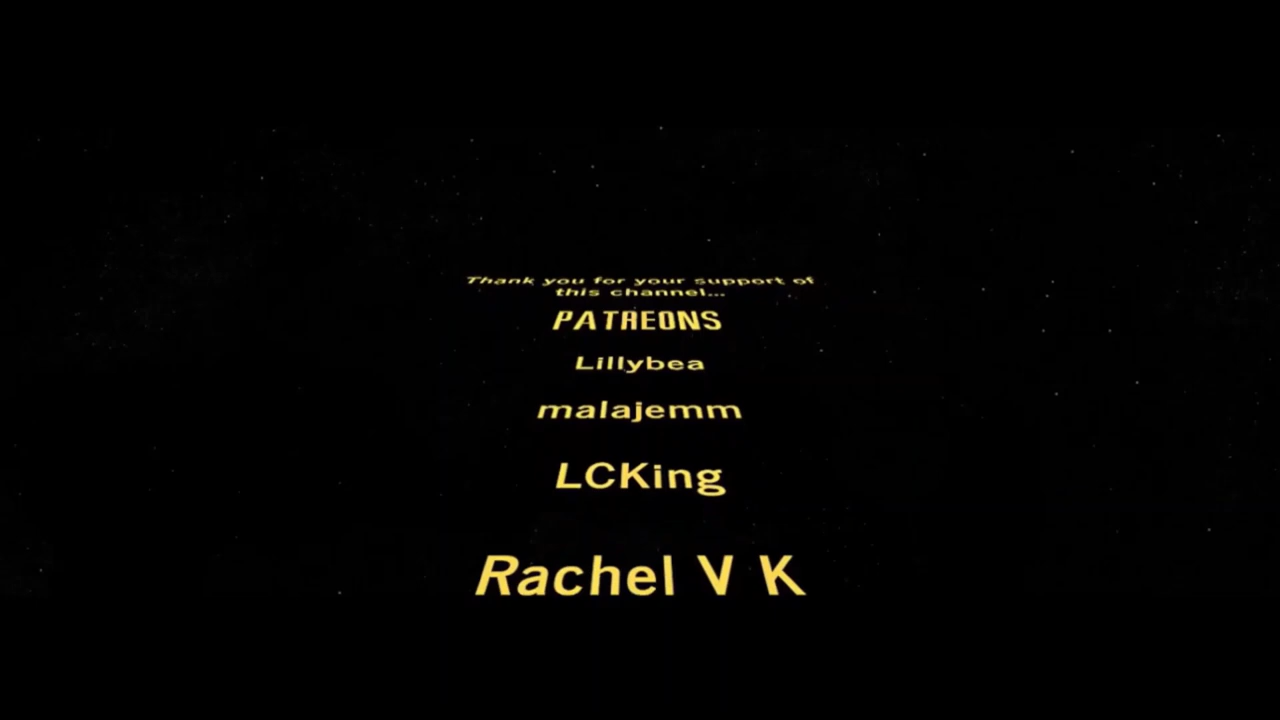 Thank you for your support of
this channel...
PATREONS
Lillybea
malajemm
LCKing
Rachel V K